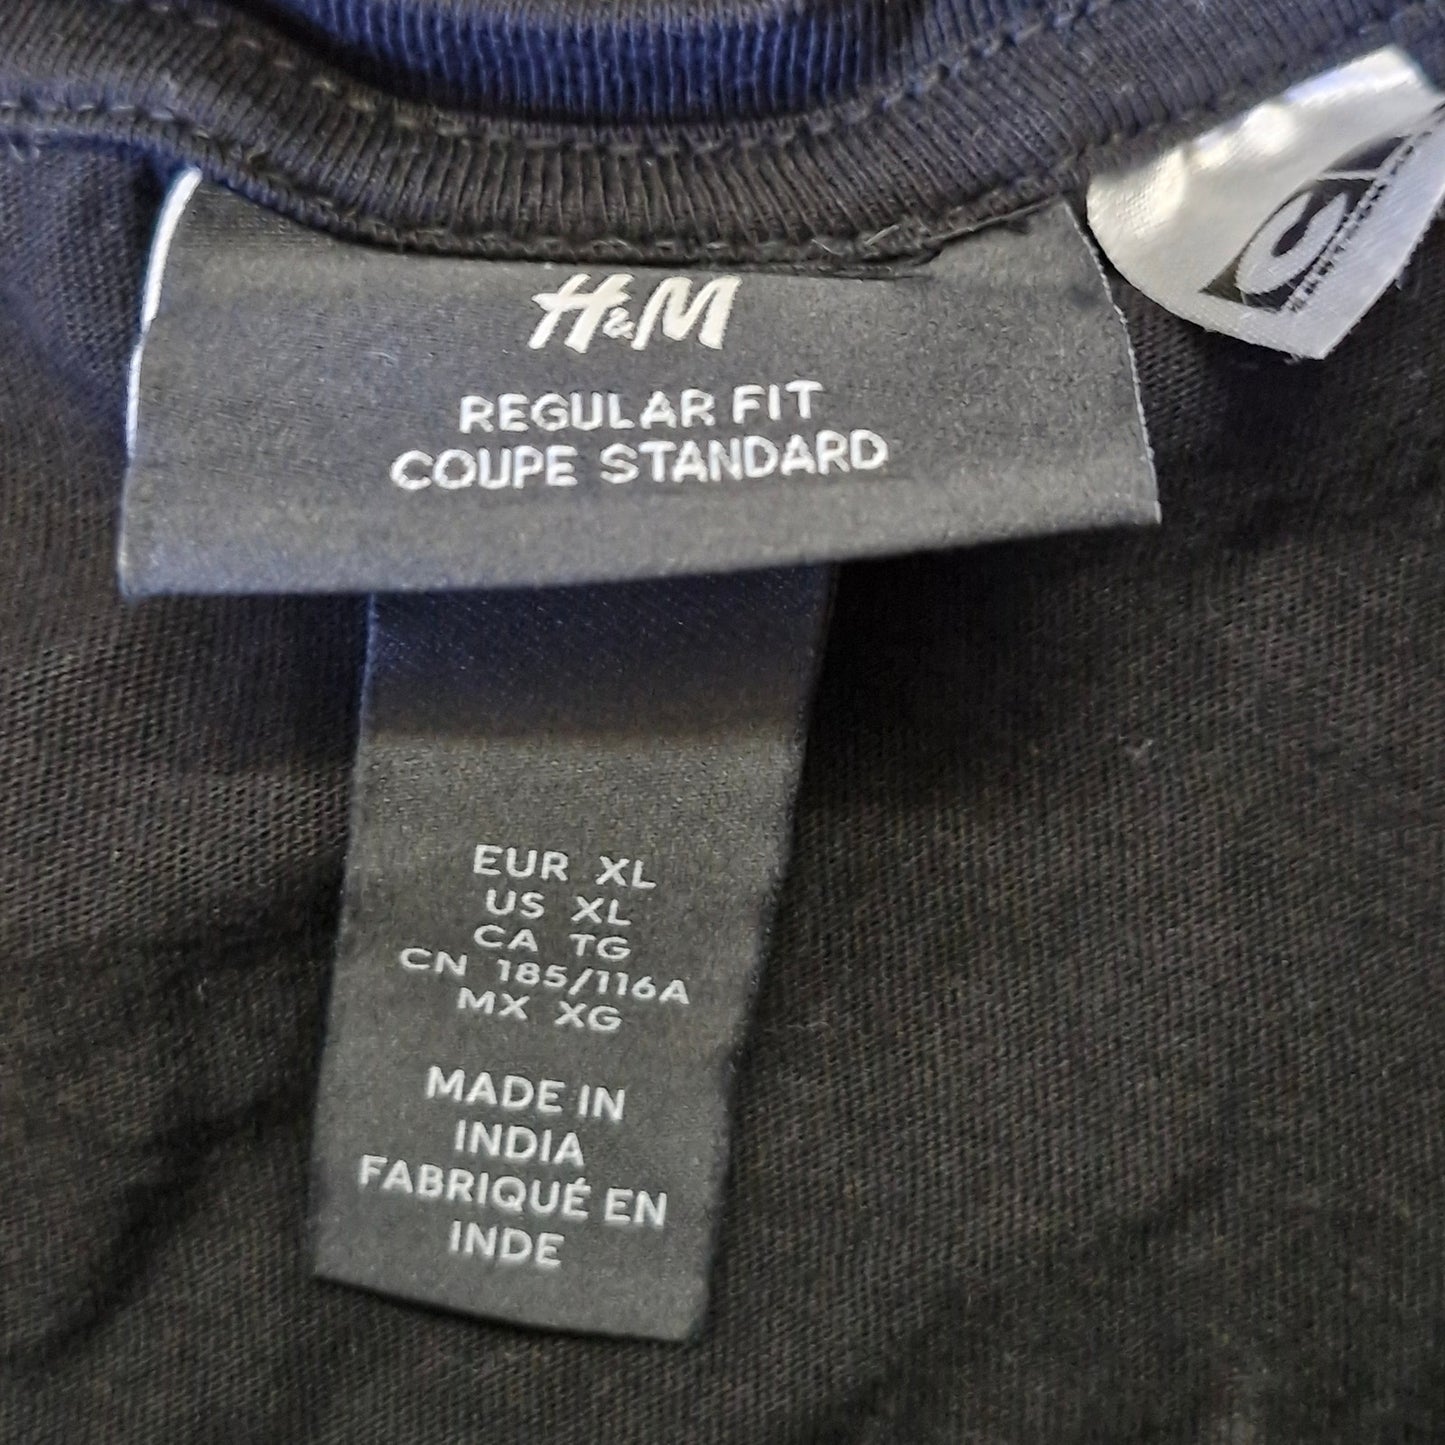 H&M
REGULAR FIT
COUPE STANDARD
EUR XL
US XL
CA TG
CN 185/116A
MX XG
MADE IN
INDIA
FABRIQUÉ EN
INDE